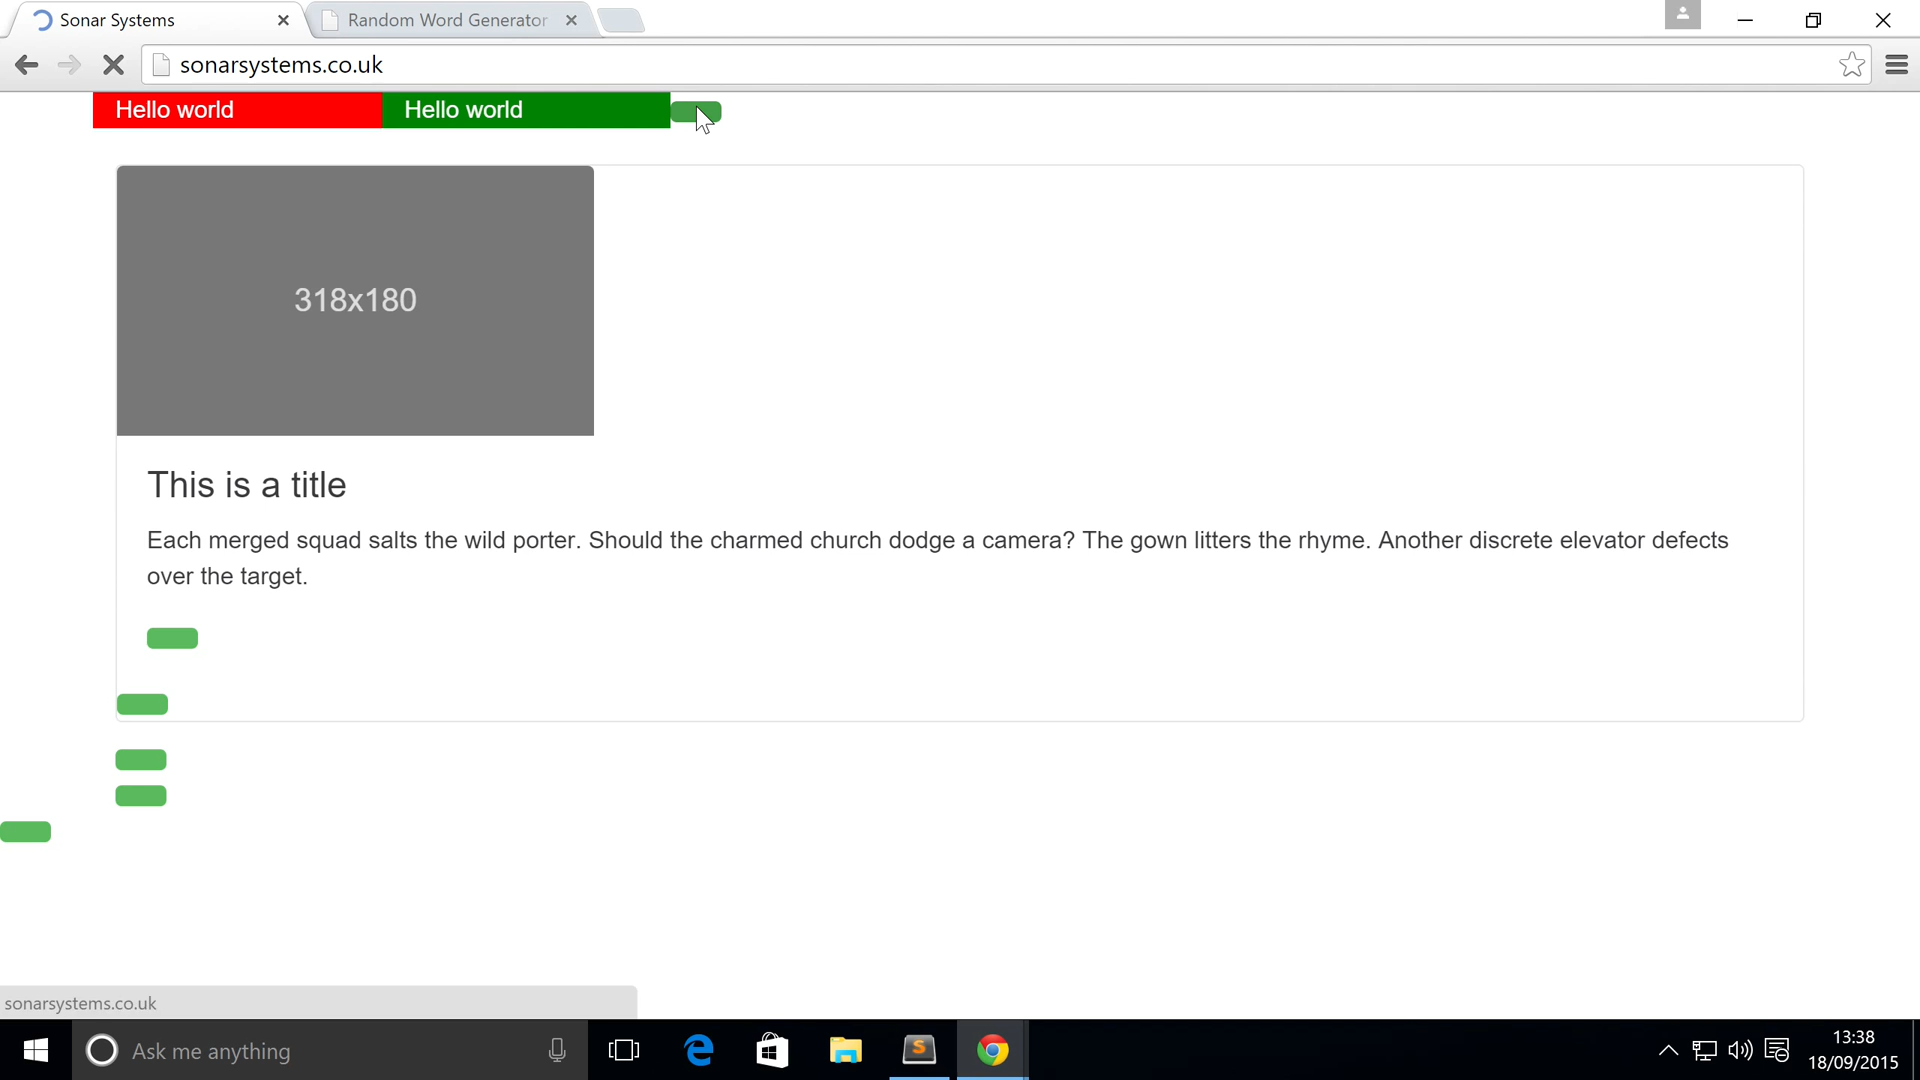 Sonar Systems
Random Word Generator
sonarsystems.co.uk
Hello world
Hello world
318x180
This is a title
Each merged squad salts the wild porter. Should the charmed church dodge a camera? The gown litters the rhyme. Another discrete elevator defects
over the target.
sonarsystems.co.uk
Ask me anything
13:38
18/09/2015